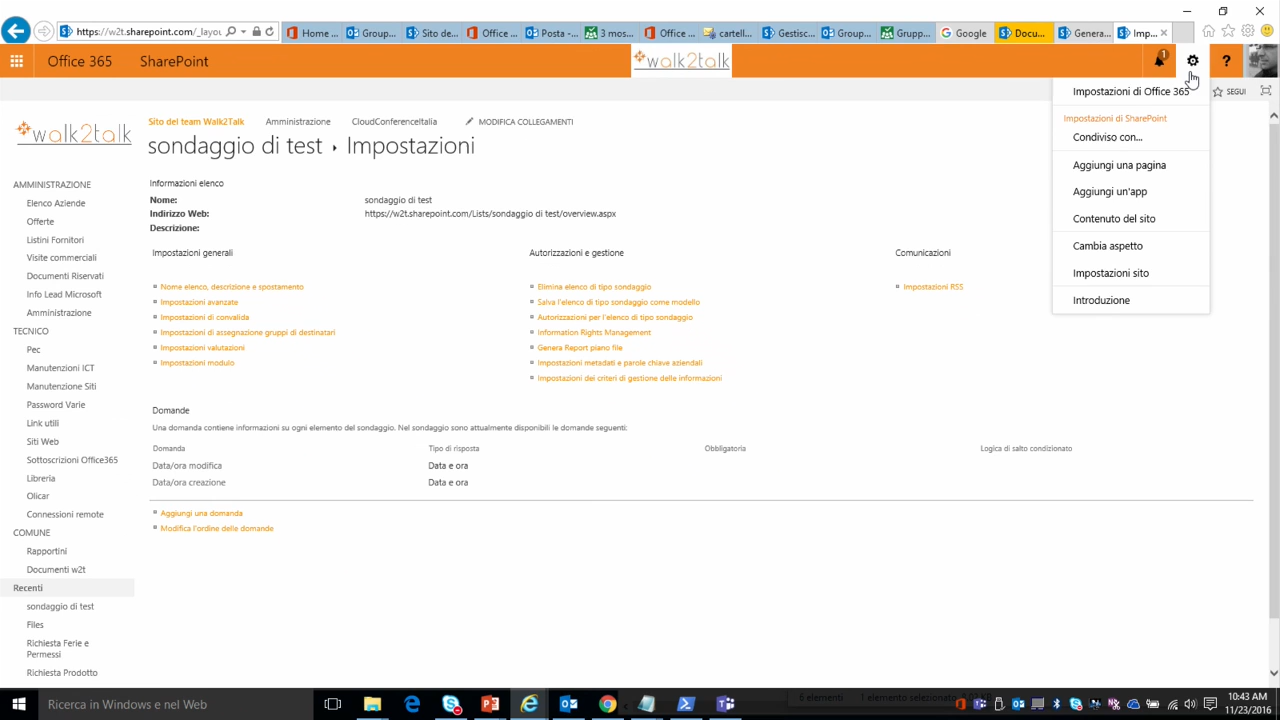 https://w2t.sharepoint.com/_layou
Home ...
Group...
Sito de...
Office ...
Posta - ...
3 mos...
Office ...
cartell...
Gestisc...
Group...
Grupp...
Google
Docu...
Genera...
Imp...
Office 365
SharePoint
walk2talk
1
?
Impostazioni di Office 365
SEGUI
Impostazioni di SharePoint
Condiviso con...
Aggiungi una pagina
Aggiungi un'app
Contenuto del sito
Cambia aspetto
Impostazioni sito
Introduzione
walk2talk
Sito del team Walk2Talk
Amministrazione
CloudConferenceItalia
MODIFICA COLLEGAMENTI
sondaggio di test ▸ Impostazioni
AMMINISTRAZIONE
Elenco Aziende
Offerte
Listini Fornitori
Visite commerciali
Documenti Riservati
Info Lead Microsoft
Amministrazione
TECNICO
Pec
Manutenzioni ICT
Manutenzione Siti
Password Varie
Link utili
Siti Web
Sottoscrizioni Office365
Libreria
Olicar
Connessioni remote
COMUNE
Rapportini
Documenti w2t
Recenti
sondaggio di test
Files
Richiesta Ferie e
Permessi
Richiesta Prodotto
Informazioni elenco
Nome: sondaggio di test
Indirizzo Web: https://w2t.sharepoint.com/Lists/sondaggio di test/overview.aspx
Descrizione:
Impostazioni generali
Nome elenco, descrizione e spostamento
Impostazioni avanzate
Impostazioni di convalida
Impostazioni di assegnazione gruppi di destinatari
Impostazioni valutazioni
Impostazioni modulo
Autorizzazioni e gestione
Elimina elenco di tipo sondaggio
Salva l'elenco di tipo sondaggio come modello
Autorizzazioni per l'elenco di tipo sondaggio
Information Rights Management
Genera Report piano file
Impostazioni metadati e parole chiave aziendali
Impostazioni dei criteri di gestione delle informazioni
Comunicazioni
Impostazioni RSS
Domande
Una domanda contiene informazioni su ogni elemento del sondaggio. Nel sondaggio sono attualmente disponibili le domande seguenti:
Domanda Tipo di risposta Obbligatoria Logica di salto condizionato
Data/ora modifica Data e ora
Data/ora creazione Data e ora
Aggiungi una domanda
Modifica l'ordine delle domande
Ricerca in Windows e nel Web
6 elementi 1 elemento selezionato
10:43 AM
11/23/2016